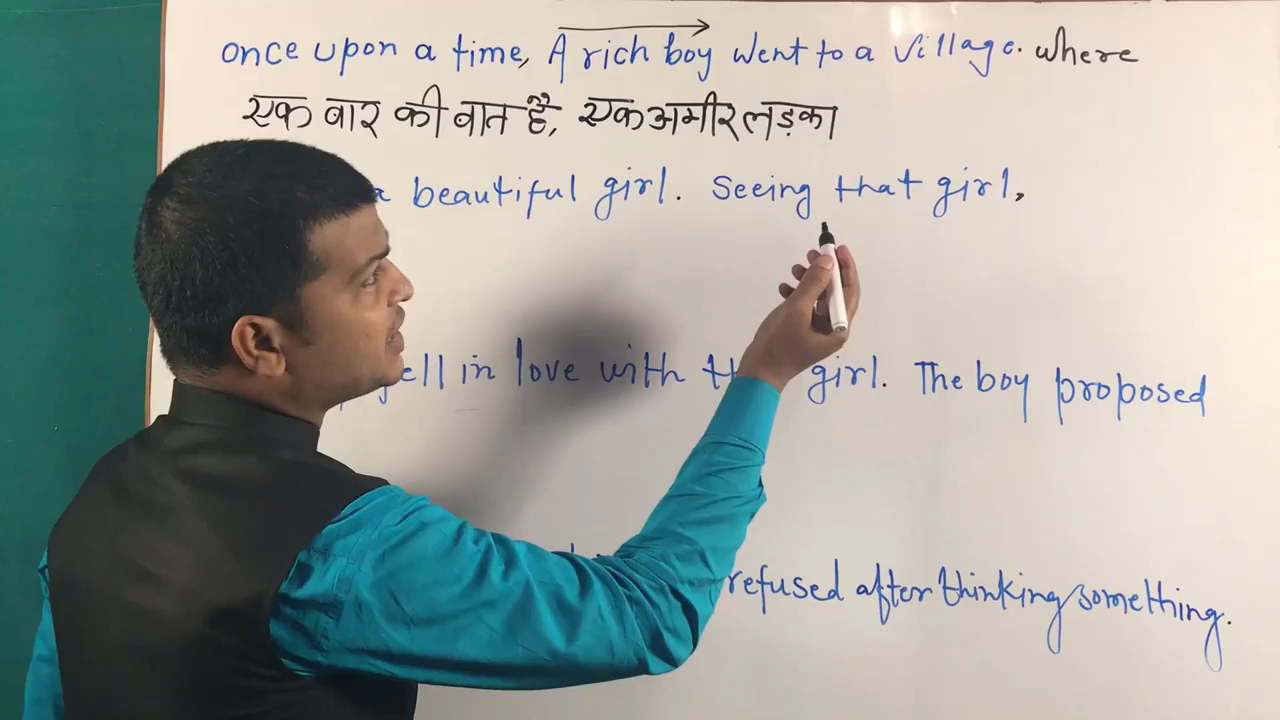 once upon a time, A rich boy went to a village. where
एक बार की बात है, एक अमीर लड़का
a beautiful girl. Seeing that girl,
fell in love with girl. The boy proposed
refused after thinking something.